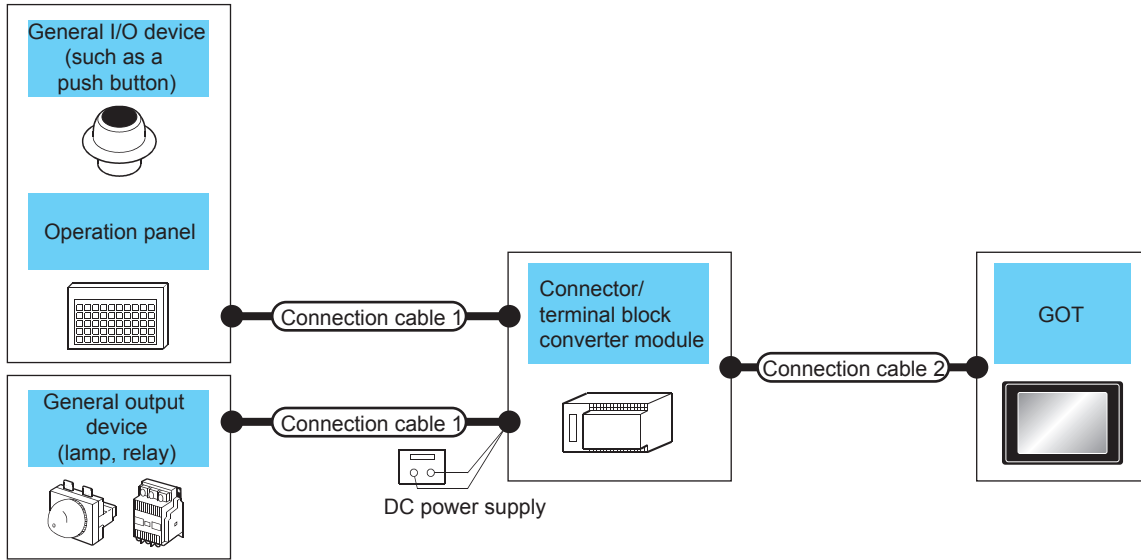 General I/O device
(such as a
push button)
Operation panel
Connection cable 1
General output
device
(lamp, relay)
Connection cable 1
DC power supply
Connector/
terminal block
converter module
Connection cable 2
GOT